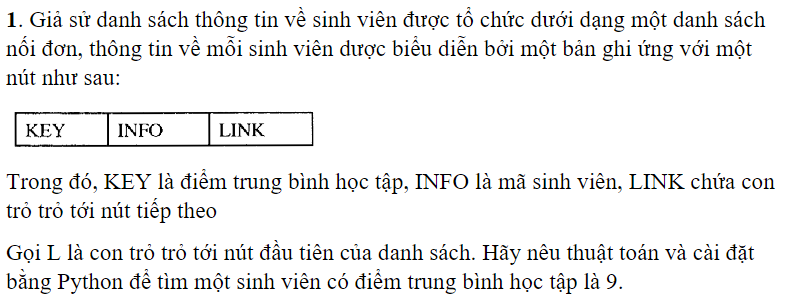 1. Giả sử danh sách thông tin về sinh viên được tổ chức dưới dạng một danh sách
nối đơn, thông tin về mỗi sinh viên được biểu diễn bởi một bản ghi ứng với một
nút như sau:
KEY INFO LINK
Trong đó, KEY là điểm trung bình học tập, INFO là mã sinh viên, LINK chứa con
trỏ trỏ tới nút tiếp theo
Gọi L là con trỏ trỏ tới nút đầu tiên của danh sách. Hãy nêu thuật toán và cài đặt
bằng Python để tìm một sinh viên có điểm trung bình học tập là 9.